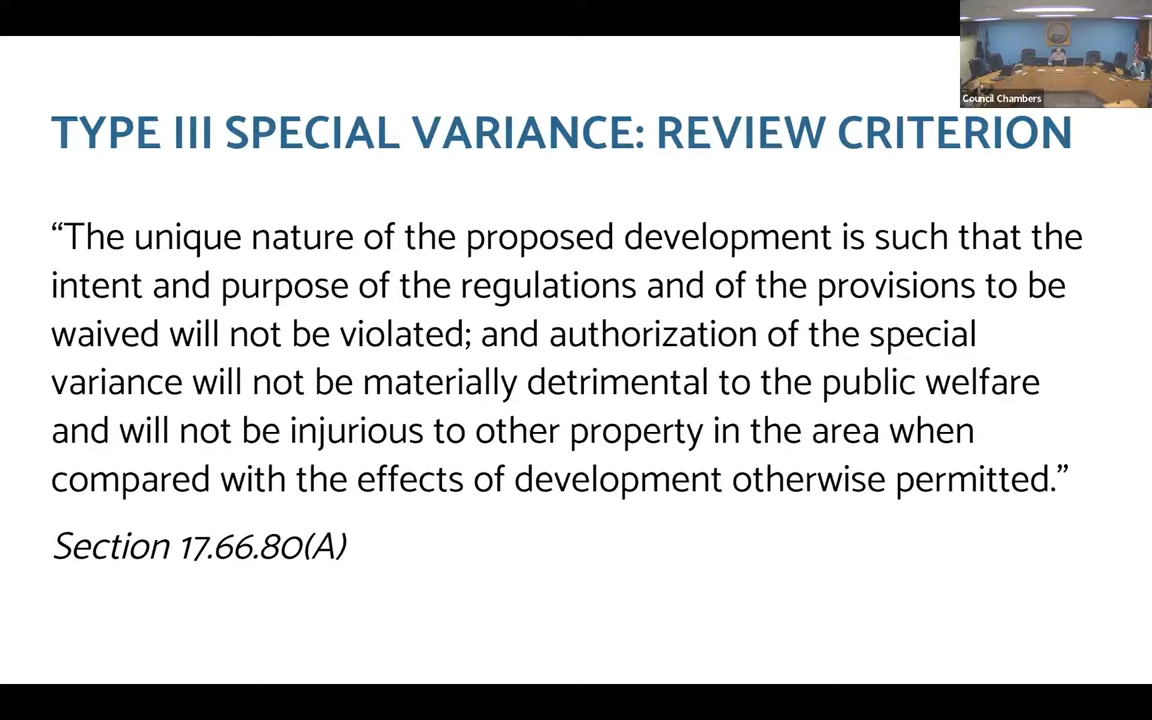 Council Chambers
TYPE III SPECIAL VARIANCE: REVIEW CRITERION
“The unique nature of the proposed development is such that the
intent and purpose of the regulations and of the provisions to be
waived will not be violated; and authorization of the special
variance will not be materially detrimental to the public welfare
and will not be injurious to other property in the area when
compared with the effects of development otherwise permitted.”
Section 17.66.80(A)